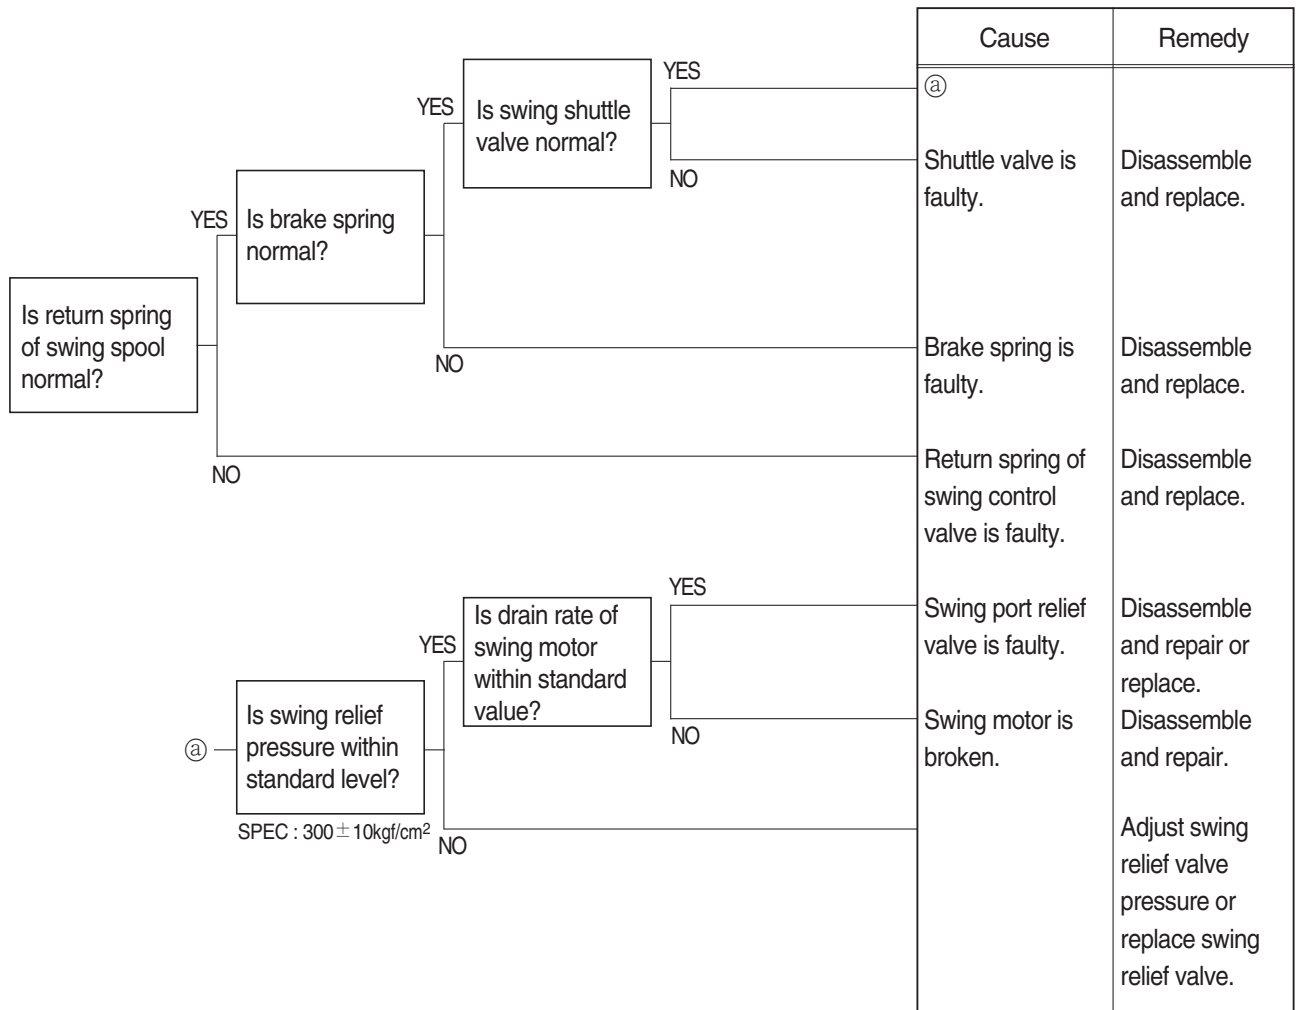 Cause
Remedy
YES
ⓐ
YES
Is swing shuttle
valve normal?
NO
Shuttle valve is
faulty.
Disassemble
and replace.
YES
Is brake spring
normal?
Is return spring
of swing spool
normal?
NO
Brake spring is
faulty.
Disassemble
and replace.
NO
Return spring of
swing control
valve is faulty.
Disassemble
and replace.
YES
Is drain rate of
swing motor
within standard
value?
YES
Swing port relief
valve is faulty.
Disassemble
and repair or
replace.
NO
Swing motor is
broken.
Disassemble
and repair.
ⓐ
Is swing relief
pressure within
standard level?
SPEC : 300±10kgf/cm²
NO
Adjust swing
relief valve
pressure or
replace swing
relief valve.